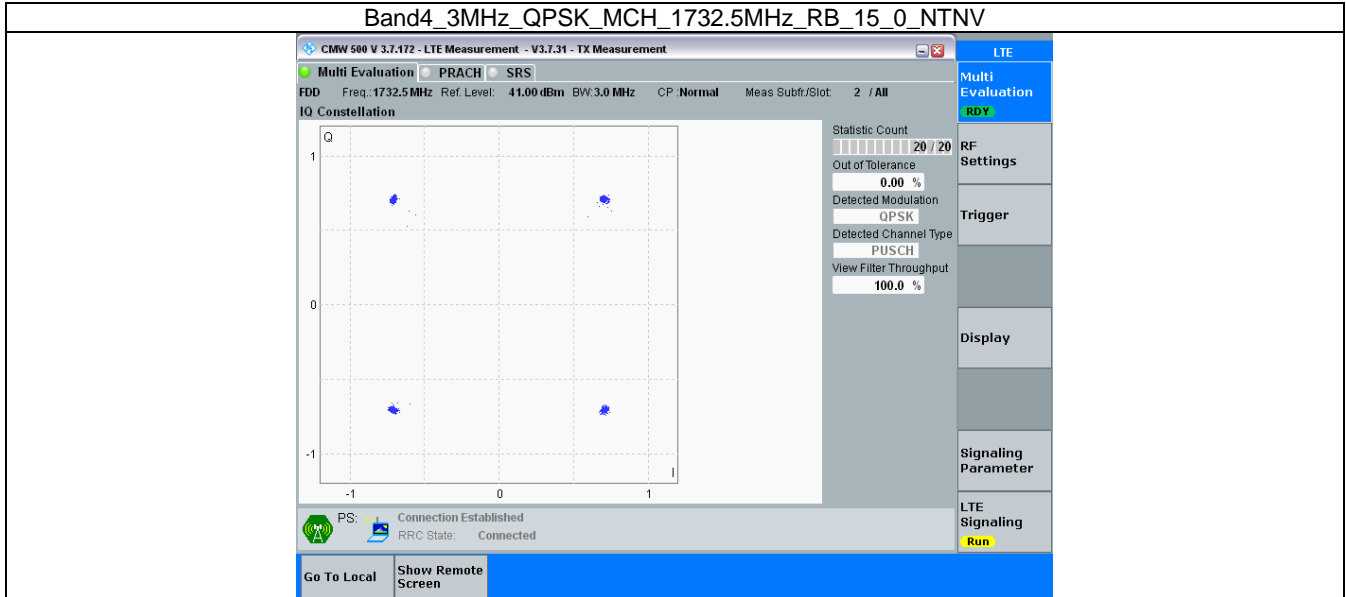 Band4_3MHz_QPSK_MCH_1732.5MHz_RB_15_0_NTNV
CMW 500 V 3.7.172 - LTE Measurement - V3.7.31 - TX Measurement
LTE
Multi Evaluation PRACH SRS
Multi
Evaluation
RDY
FDD Freq.:1732.5 MHz Ref. Level: 41.00 dBm BW:3.0 MHz CP :Normal Meas Subfr./Slot: 2 / All
IQ Constellation
Q
1
0
-1
-1 0 1
I
Statistic Count
20 / 20
Out of Tolerance
0.00 %
Detected Modulation
QPSK
Detected Channel Type
PUSCH
View Filter Throughput
100.0 %
RF
Settings
Trigger
Display
Signaling
Parameter
LTE
Signaling
Run
PS: Connection Established
RRC State: Connected
Go To Local
Show Remote
Screen